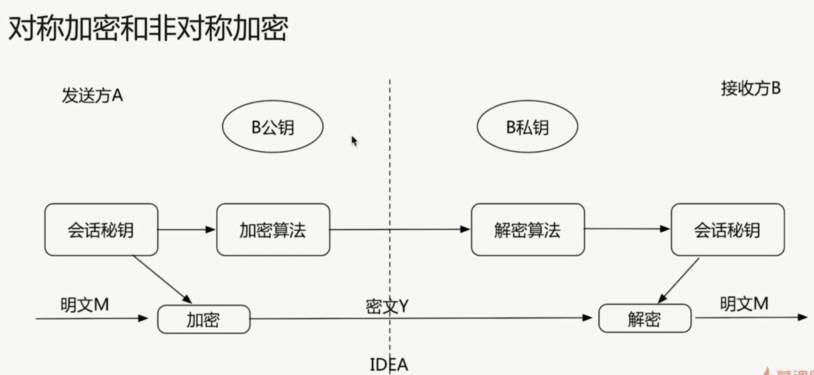 对称加密和非对称加密
发送方A
接收方B
B公钥
B私钥
会话秘钥
加密算法
解密算法
会话秘钥
明文M
加密
密文Y
解密
明文M
IDEA